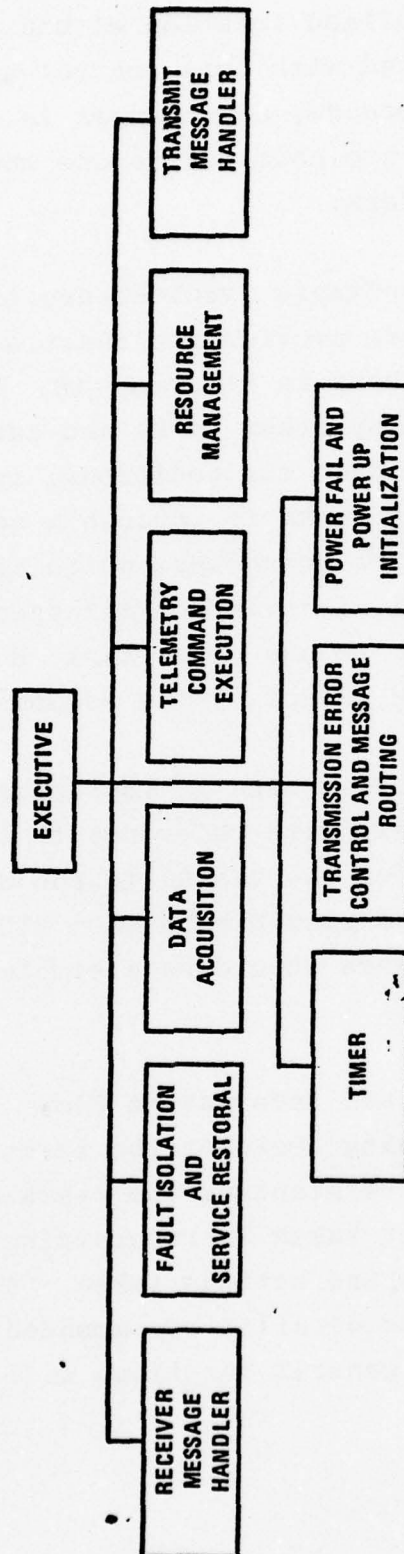 EXECUTIVE
RECEIVER
MESSAGE
HANDLER
FAULT ISOLATION
AND
SERVICE RESTORAL
DATA
ACQUISITION
TELEMETRY
COMMAND
EXECUTION
RESOURCE
MANAGEMENT
TRANSMIT
MESSAGE
HANDLER
TIMER
TRANSMISSION ERROR
CONTROL AND MESSAGE
ROUTING
POWER FAIL AND
POWER UP
INITIALIZATION